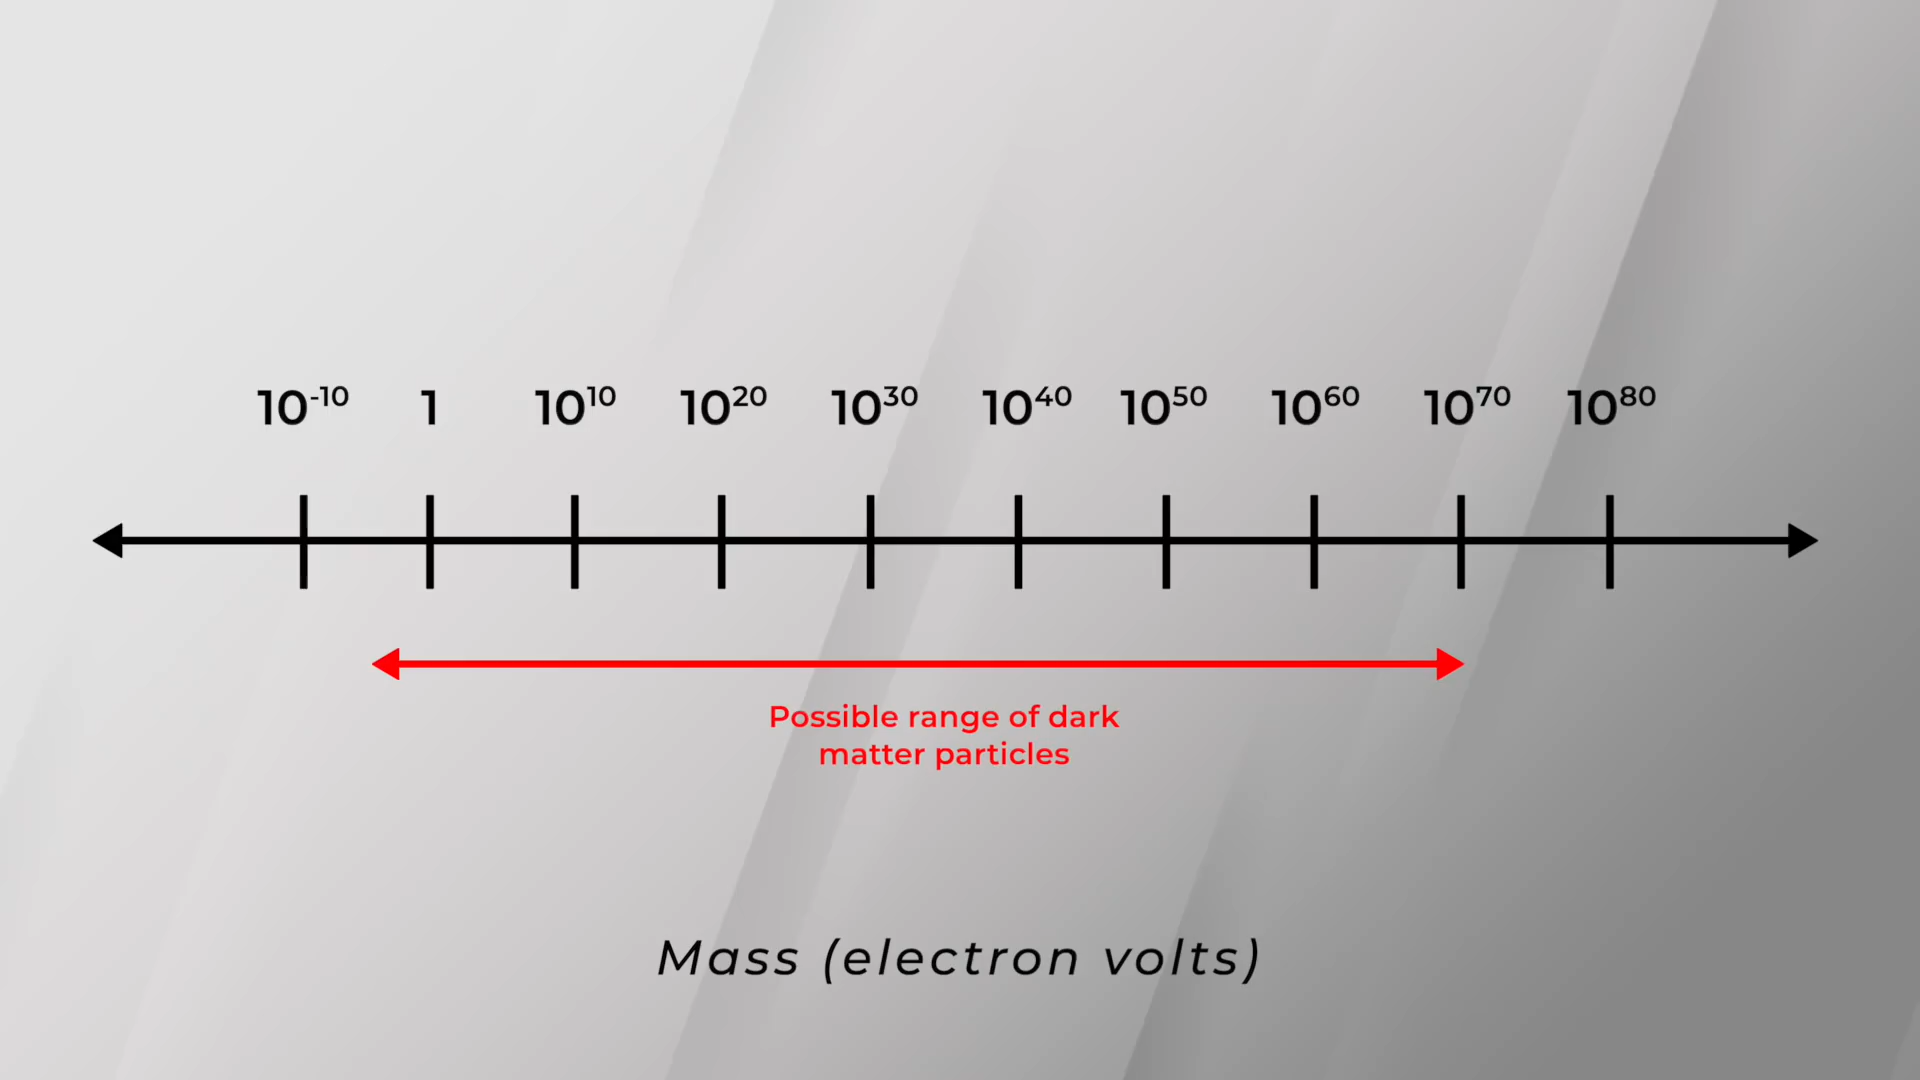 10⁻¹⁰ 1 10¹⁰ 10²⁰ 10³⁰ 10⁴⁰ 10⁵⁰ 10⁶⁰ 10⁷⁰ 10⁸⁰
Possible range of dark
matter particles
Mass (electron volts)